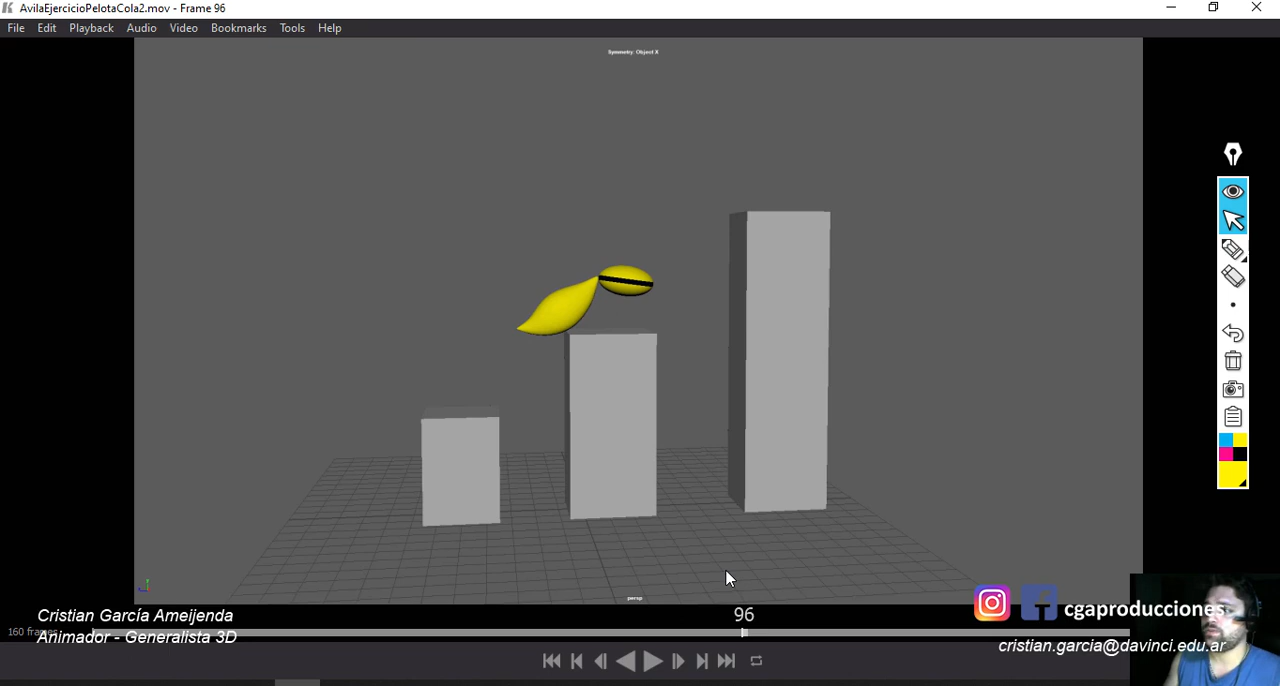 AvilaEjercicioPelotaCola2.mov - Frame 96
File Edit Playback Audio Video Bookmarks Tools Help
Symmetry: Object X
persp
96
Cristian García Ameijenda
160 frames
Animador - Generalista 3D
cgaproducciones
cristian.garcia@davinci.edu.ar